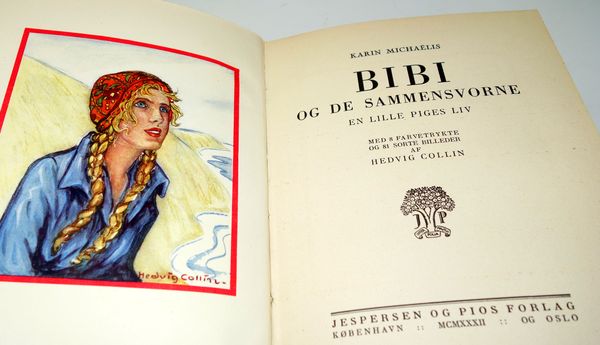 Hedvig Collin
KARIN MICHAELIS
BIBI
OG DE SAMMENSVORNE
EN LILLE PIGES LIV
MED 8 FARVETRYKTE
OG 81 SORTE BILLEDER
AF
HEDVIG COLLIN
J P
JESPERSEN OG PIOS FORLAG
KØBENHAVN :: MCMXXXII :: OG OSLO